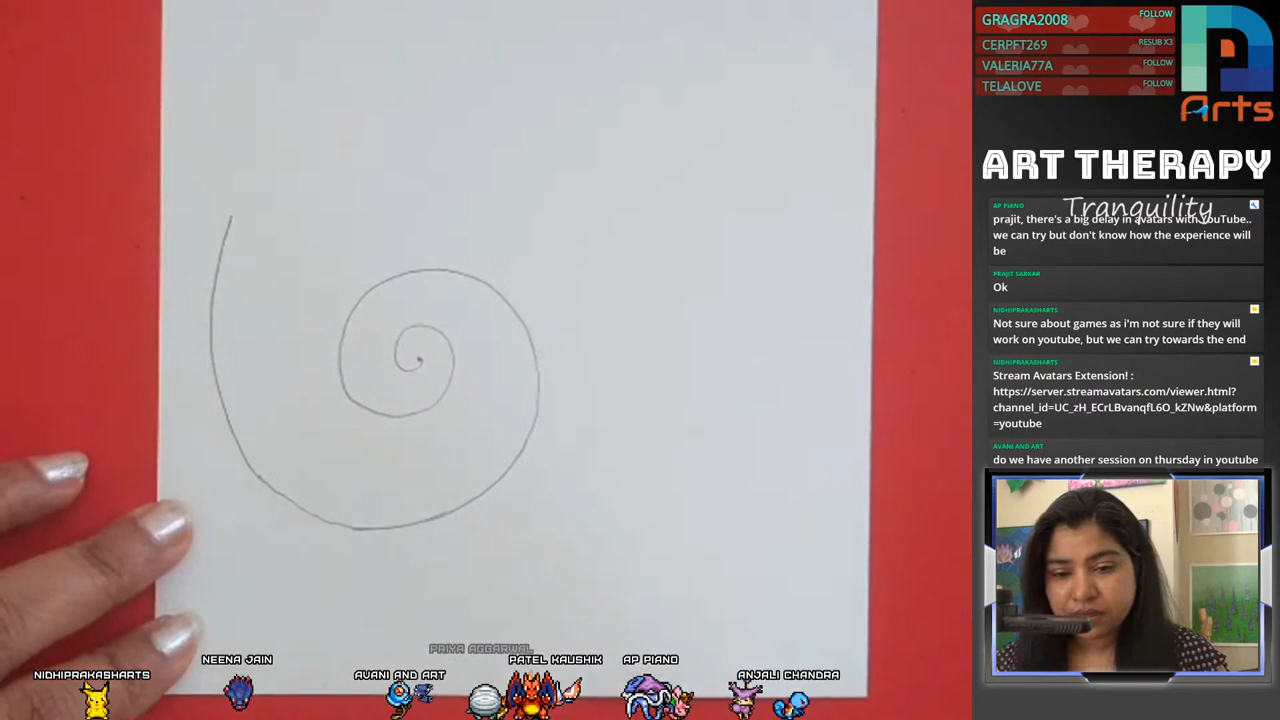 GRAGRA2008 FOLLOW
CERPFT269 RESUB X3
VALERIA77A FOLLOW
TELALOVE FOLLOW
Arts
ART THERAPY
Tranquility
AP PIANO
prajit, there's a big delay in avatars with YouTube..
we can try but don't know how the experience will
be
PRAJIT SARKAR
Ok
NIDHIPRAKASHARTS
Not sure about games as i'm not sure if they will
work on youtube, but we can try towards the end
NIDHIPRAKASHARTS
Stream Avatars Extension! :
https://server.streamavatars.com/viewer.html?
channel_id=UC_zH_ECrLBvanqfL6O_kZNw&platform
=youtube
AVANI AND ART
do we have another session on thursday in youtube
PRIYA AGGARWAL
NIDHIPRAKASHARTS
NEENA JAIN
AVANI AND ART
PATEL KAUSHIK
AP PIANO
ANJALI CHANDRA